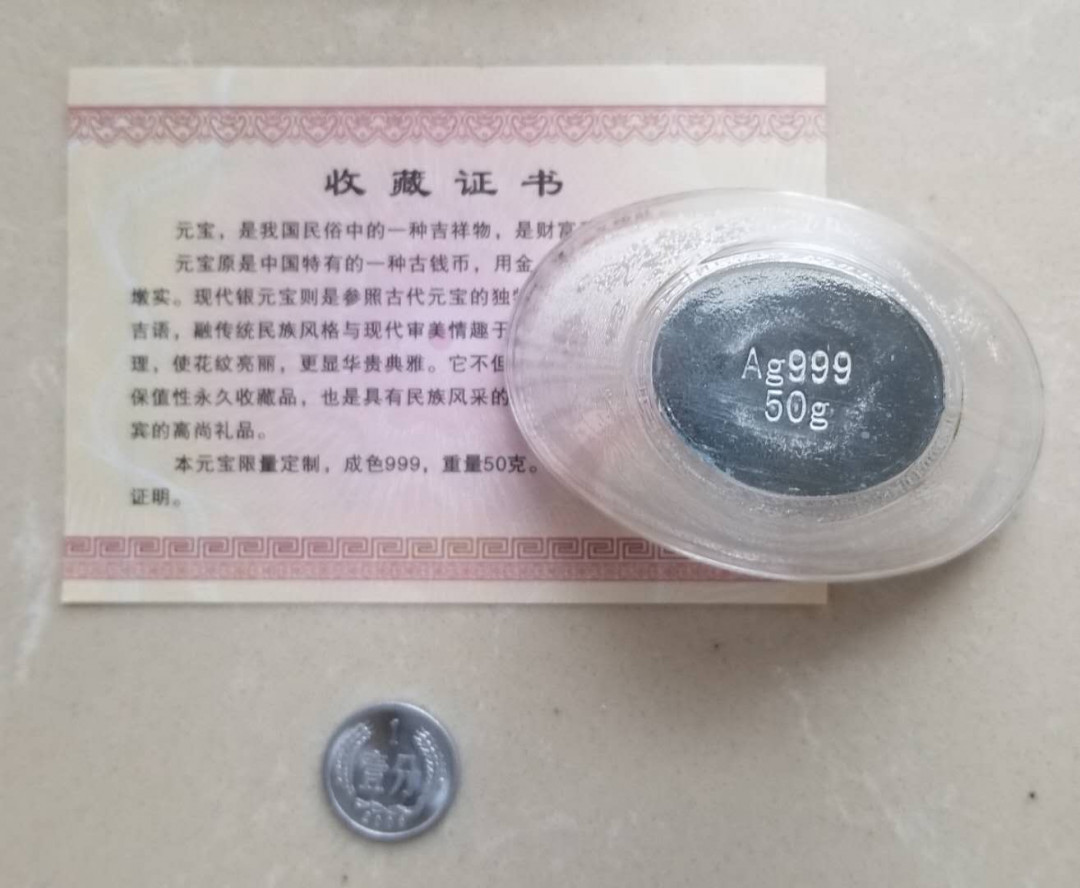 收藏证书
元宝，是我国民俗中的一种吉祥物，是财富
元宝原是中国特有的一种古钱币，用金
墩实。现代银元宝则是参照古代元宝的独
吉语，融传统民族风格与现代审美情趣于
理，使花纹亮丽，更显华贵典雅。它不但
保值性永久收藏品，也是具有民族风采的
宾的高尚礼品。
本元宝限量定制，成色999，重量50克。
证明。
Ag999
50g
1
壹分